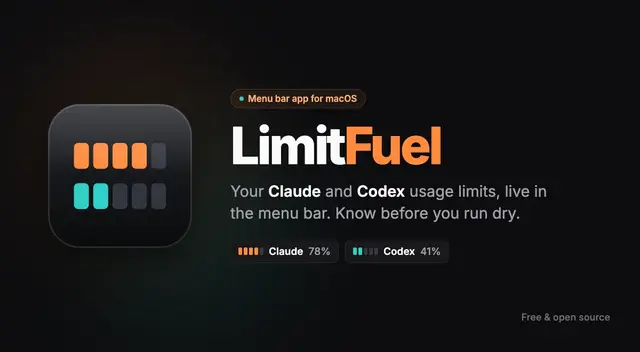 Menu bar app for macOS
LimitFuel
Your Claude and Codex usage limits, live in
the menu bar. Know before you run dry.
Claude 78% Codex 41%
Free & open source